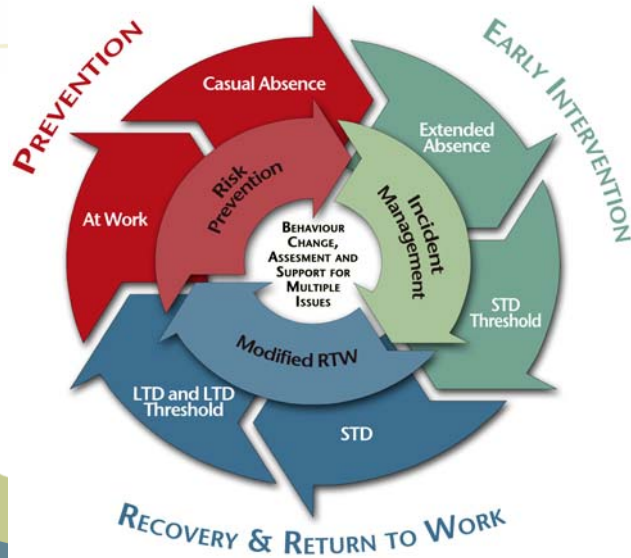 PREVENTION
EARLY INTERVENTION
Casual Absence
Extended
Absence
At Work
Risk
Prevention
Incident
Management
BEHAVIOUR
CHANGE,
ASSESMENT AND
SUPPORT FOR
MULTIPLE
ISSUES
STD
Threshold
Modified RTW
LTD and LTD
Threshold
STD
RECOVERY & RETURN TO WORK